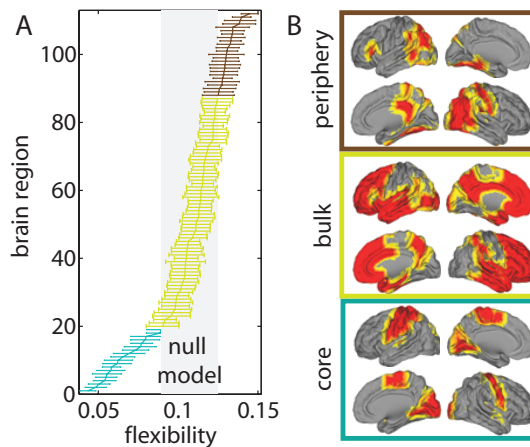 A
B
brain region
100
80
60
40
20
0
null
model
0.05
0.1
0.15
flexibility
periphery
bulk
core